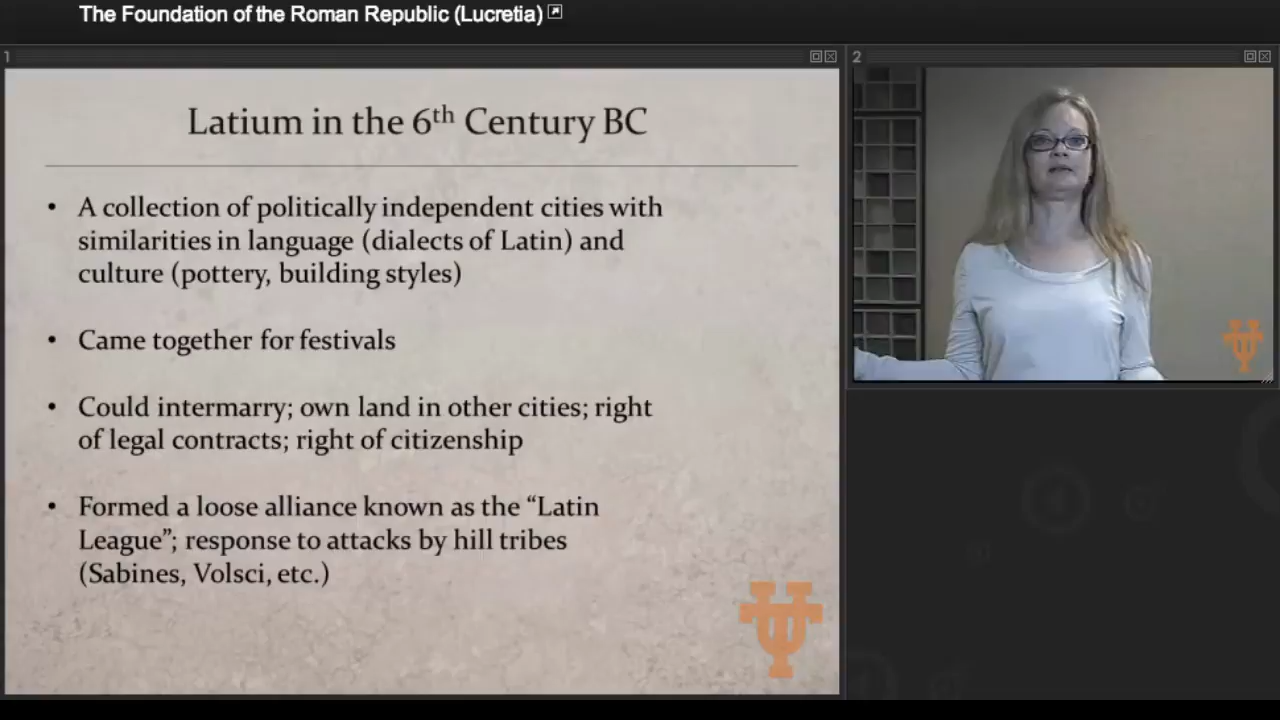 The Foundation of the Roman Republic (Lucretia)
1
2
Latium in the 6th Century BC
• A collection of politically independent cities with
similarities in language (dialects of Latin) and
culture (pottery, building styles)
• Came together for festivals
• Could intermarry; own land in other cities; right
of legal contracts; right of citizenship
• Formed a loose alliance known as the “Latin
League”; response to attacks by hill tribes
(Sabines, Volsci, etc.)
UT
UT